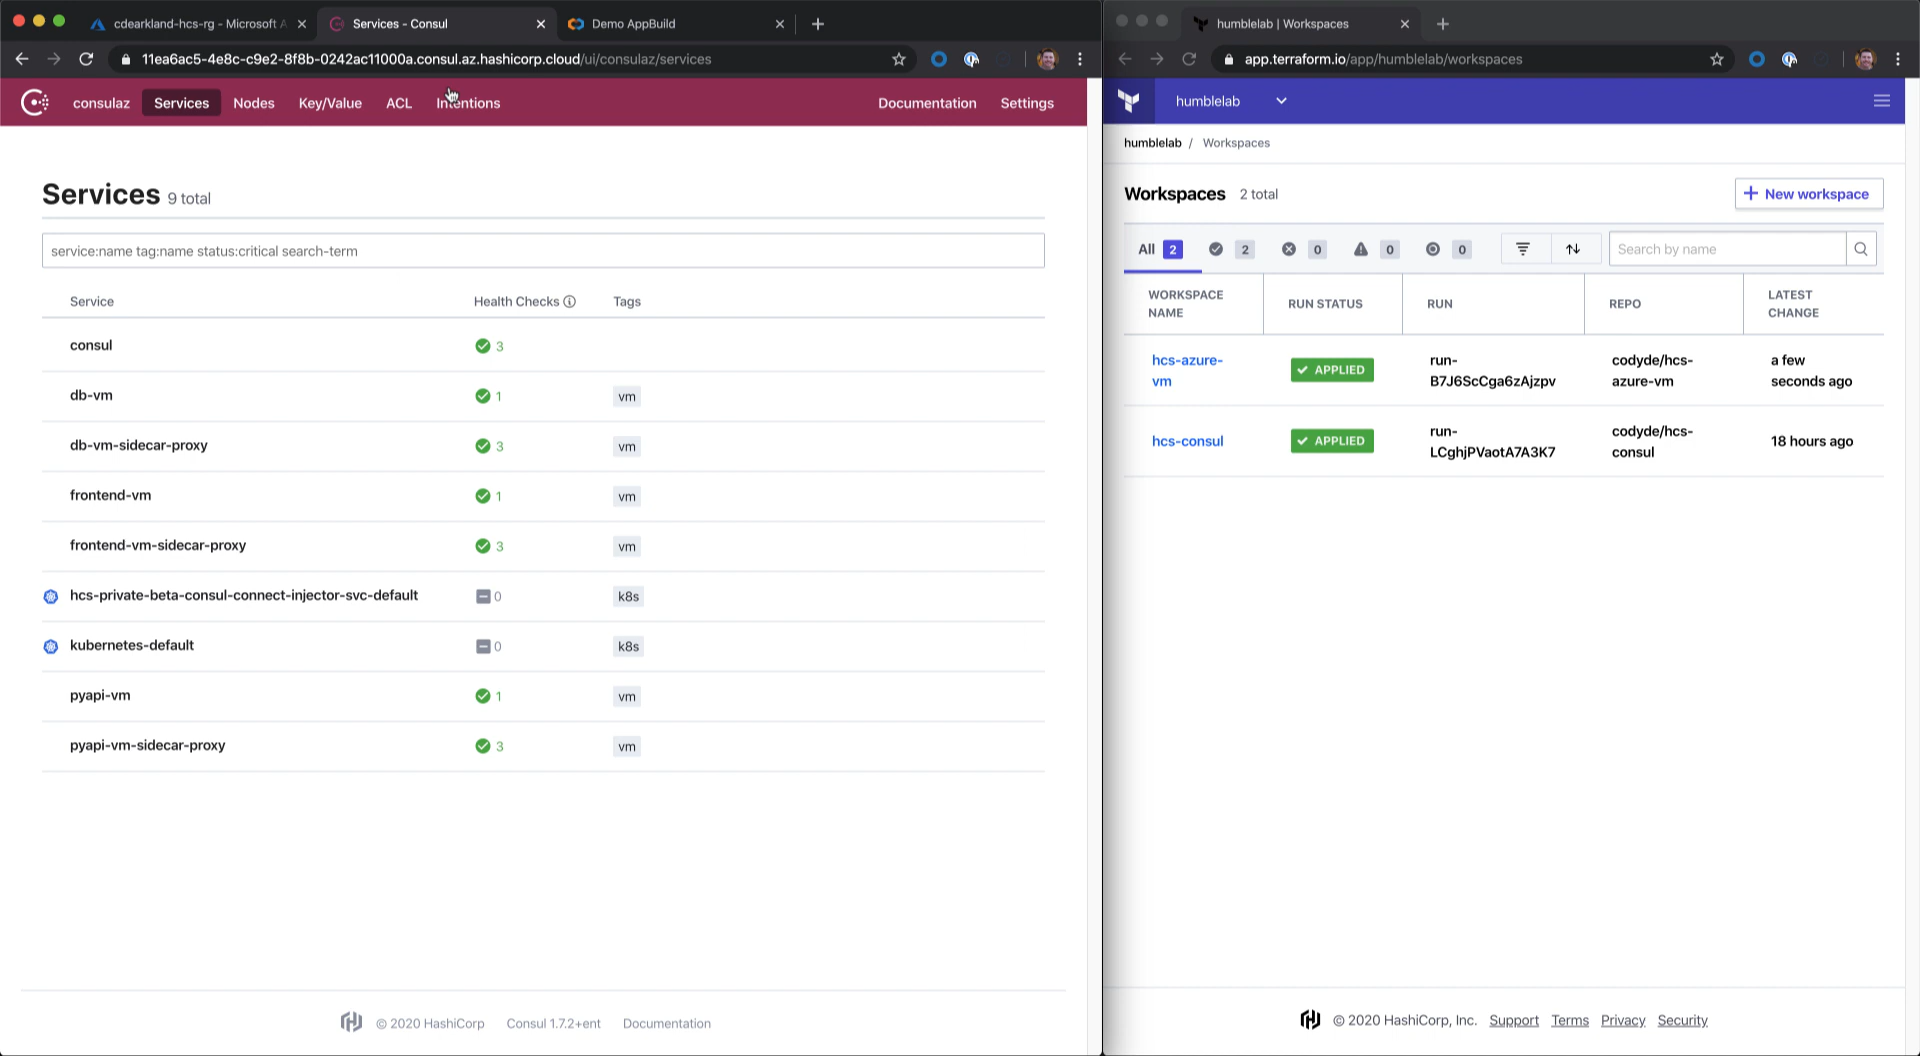 cdearkland-hcs-rg - Microsoft A
Services - Consul
Demo AppBuild
11ea6ac5-4e8c-c9e2-8f8b-0242ac11000a.consul.az.hashicorp.cloud/ui/consulaz/services
consulaz Services Nodes Key/Value ACL Intentions Documentation Settings
Services 9 total
service:name tag:name status:critical search-term
Service Health Checks Tags
consul 3
db-vm 1 vm
db-vm-sidecar-proxy 3 vm
frontend-vm 1 vm
frontend-vm-sidecar-proxy 3 vm
hcs-private-beta-consul-connect-injector-svc-default 0 k8s
kubernetes-default 0 k8s
pyapi-vm 1 vm
pyapi-vm-sidecar-proxy 3 vm
© 2020 HashiCorp Consul 1.7.2+ent Documentation
humblelab | Workspaces
app.terraform.io/app/humblelab/workspaces
humblelab
humblelab / Workspaces
Workspaces 2 total
+ New workspace
All 2 2 0 0 0 Search by name
WORKSPACE
NAME
RUN STATUS
RUN
REPO
LATEST
CHANGE
hcs-azure-
vm
APPLIED
run-
B7J6ScCga6zAjzpv
codyde/hcs-
azure-vm
a few
seconds ago
hcs-consul
APPLIED
run-
LCghjPVaotA7A3K7
codyde/hcs-
consul
18 hours ago
© 2020 HashiCorp, Inc. Support Terms Privacy Security